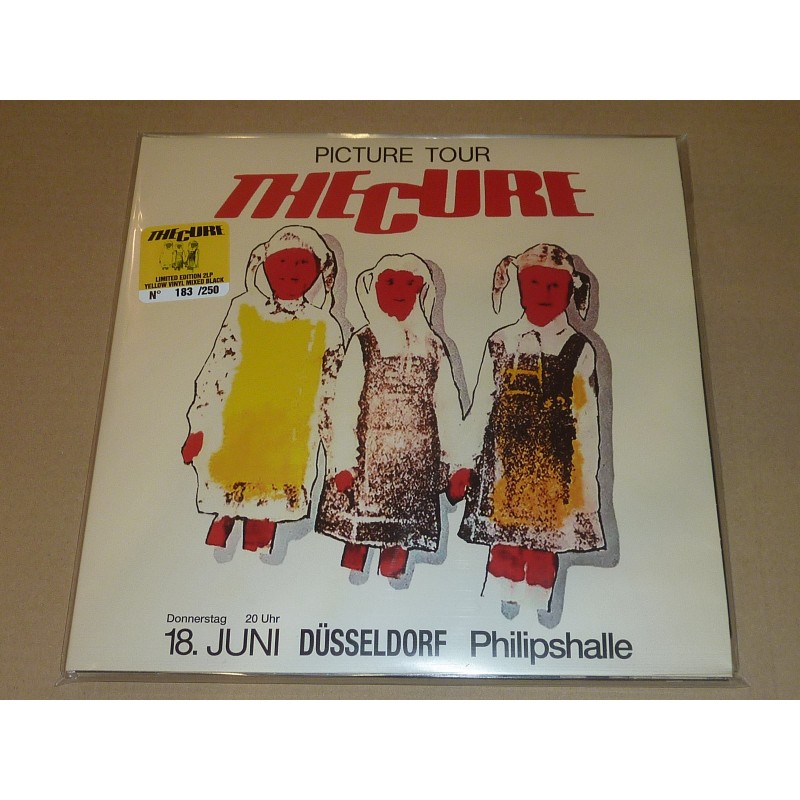 PICTURE TOUR
THE CURE
THE CURE
LIMITED EDITION 2LP
YELLOW VINYL MIXED BLACK
N° 183 /250
Donnerstag 20 Uhr
18. JUNI DÜSSELDORF Philipshalle